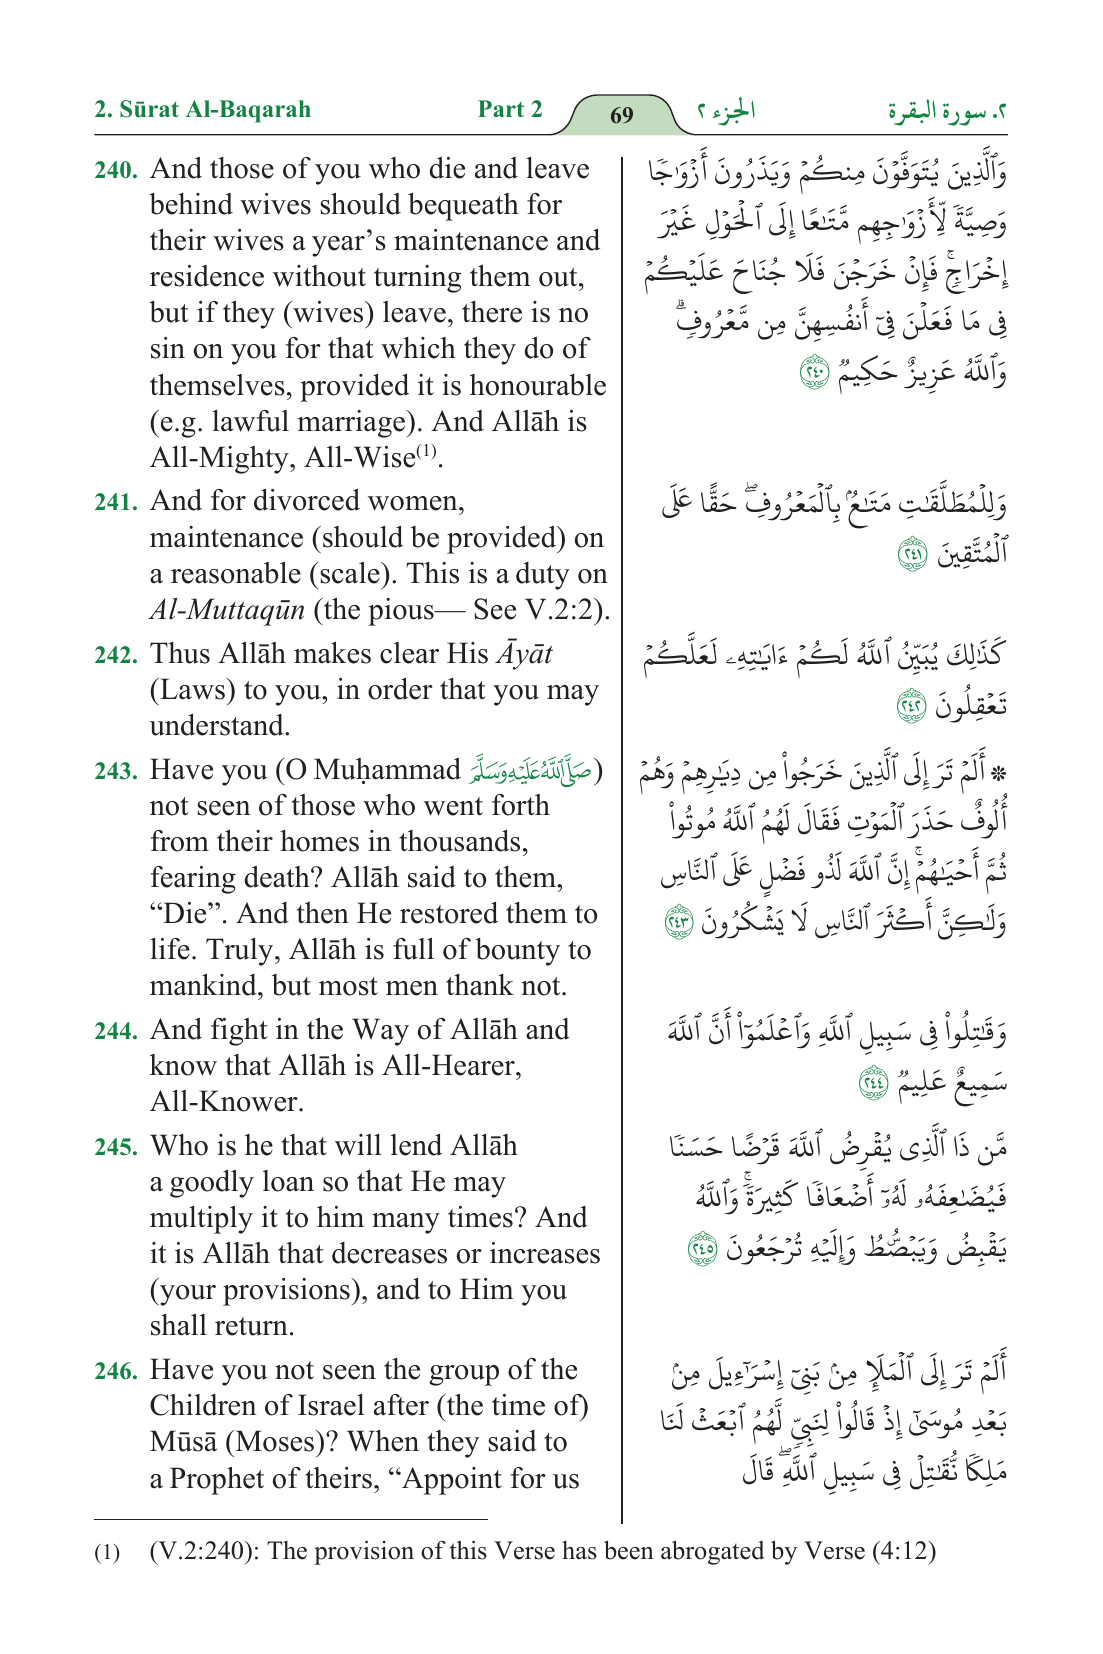 2. Sūrat Al-Baqarah
Part 2
69
الجزء ٢
٢. سورة البقرة
240. And those of you who die and leave
behind wives should bequeath for
their wives a year’s maintenance and
residence without turning them out,
but if they (wives) leave, there is no
sin on you for that which they do of
themselves, provided it is honourable
(e.g. lawful marriage). And Allāh is
All-Mighty, All-Wise(1).
وَٱلَّذِينَ يُتَوَفَّوۡنَ مِنكُمۡ وَيَذَرُونَ أَزۡوَٰجٗا
وَصِيَّةٗ لِّأَزۡوَٰجِهِم مَّتَٰعًا إِلَى ٱلۡحَوۡلِ غَيۡرَ
إِخۡرَاجٖۚ فَإِنۡ خَرَجۡنَ فَلَا جُنَاحَ عَلَيۡكُمۡ
فِي مَا فَعَلۡنَ فِيٓ أَنفُسِهِنَّ مِن مَّعۡرُوفٖۗ
وَٱللَّهُ عَزِيزٌ حَكِيمٞ ٢٤٠
241. And for divorced women,
maintenance (should be provided) on
a reasonable (scale). This is a duty on
Al-Muttaqūn (the pious— See V.2:2).
وَلِلۡمُطَلَّقَٰتِ مَتَٰعُۢ بِٱلۡمَعۡرُوفِۖ حَقًّا عَلَى
ٱلۡمُتَّقِينَ ٢٤١
242. Thus Allāh makes clear His Āyāt
(Laws) to you, in order that you may
understand.
كَذَٰلِكَ يُبَيِّنُ ٱللَّهُ لَكُمۡ ءَايَٰتِهِۦ لَعَلَّكُمۡ
تَعۡقِلُونَ ٢٤٢
243. Have you (O Muḥammad صَلَّى اللَّهُ عَلَيْهِ وَسَلَّمَ)
not seen of those who went forth
from their homes in thousands,
fearing death? Allāh said to them,
“Die”. And then He restored them to
life. Truly, Allāh is full of bounty to
mankind, but most men thank not.
* أَلَمۡ تَرَ إِلَى ٱلَّذِينَ خَرَجُواْ مِن دِيَٰرِهِمۡ وَهُمۡ
أُلُوفٌ حَذَرَ ٱلۡمَوۡتِ فَقَالَ لَهُمُ ٱللَّهُ مُوتُواْ
ثُمَّ أَحۡيَٰهُمۡۚ إِنَّ ٱللَّهَ لَذُو فَضۡلٍ عَلَى ٱلنَّاسِ
وَلَٰكِنَّ أَكۡثَرَ ٱلنَّاسِ لَا يَشۡكُرُونَ ٢٤٣
244. And fight in the Way of Allāh and
know that Allāh is All-Hearer,
All-Knower.
وَقَٰتِلُواْ فِي سَبِيلِ ٱللَّهِ وَٱعۡلَمُوٓاْ أَنَّ ٱللَّهَ
سَمِيعٌ عَلِيمٞ ٢٤٤
245. Who is he that will lend Allāh
a goodly loan so that He may
multiply it to him many times? And
it is Allāh that decreases or increases
(your provisions), and to Him you
shall return.
مَّن ذَا ٱلَّذِي يُقۡرِضُ ٱللَّهَ قَرۡضًا حَسَنٗا
فَيُضَٰعِفَهُۥ لَهُۥٓ أَضۡعَافٗا كَثِيرَةٗۚ وَٱللَّهُ
يَقۡبِضُ وَيَبۡصُۜطُ وَإِلَيۡهِ تُرۡجَعُونَ ٢٤٥
246. Have you not seen the group of the
Children of Israel after (the time of)
Mūsā (Moses)? When they said to
a Prophet of theirs, “Appoint for us
أَلَمۡ تَرَ إِلَى ٱلۡمَلَإِ مِنۢ بَنِيٓ إِسۡرَٰٓءِيلَ مِنۢ
بَعۡدِ مُوسَىٰٓ إِذۡ قَالُواْ لِنَبِيّٖ لَّهُمُ ٱبۡعَثۡ لَنَا
مَلِكٗا نُّقَٰتِلۡ فِي سَبِيلِ ٱللَّهِۖ قَالَ
(1) (V.2:240): The provision of this Verse has been abrogated by Verse (4:12)